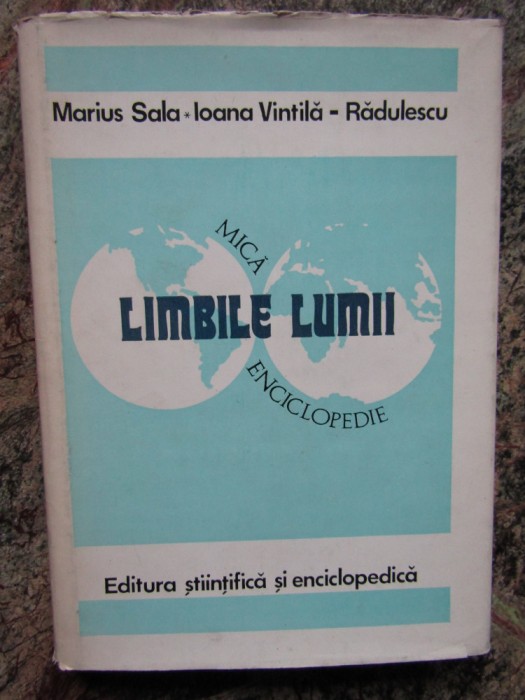 Marius Sala * Ioana Vintilă - Rădulescu
MICĂ
LIMBILE LUMII
ENCICLOPEDIE
Editura științifică și enciclopedică